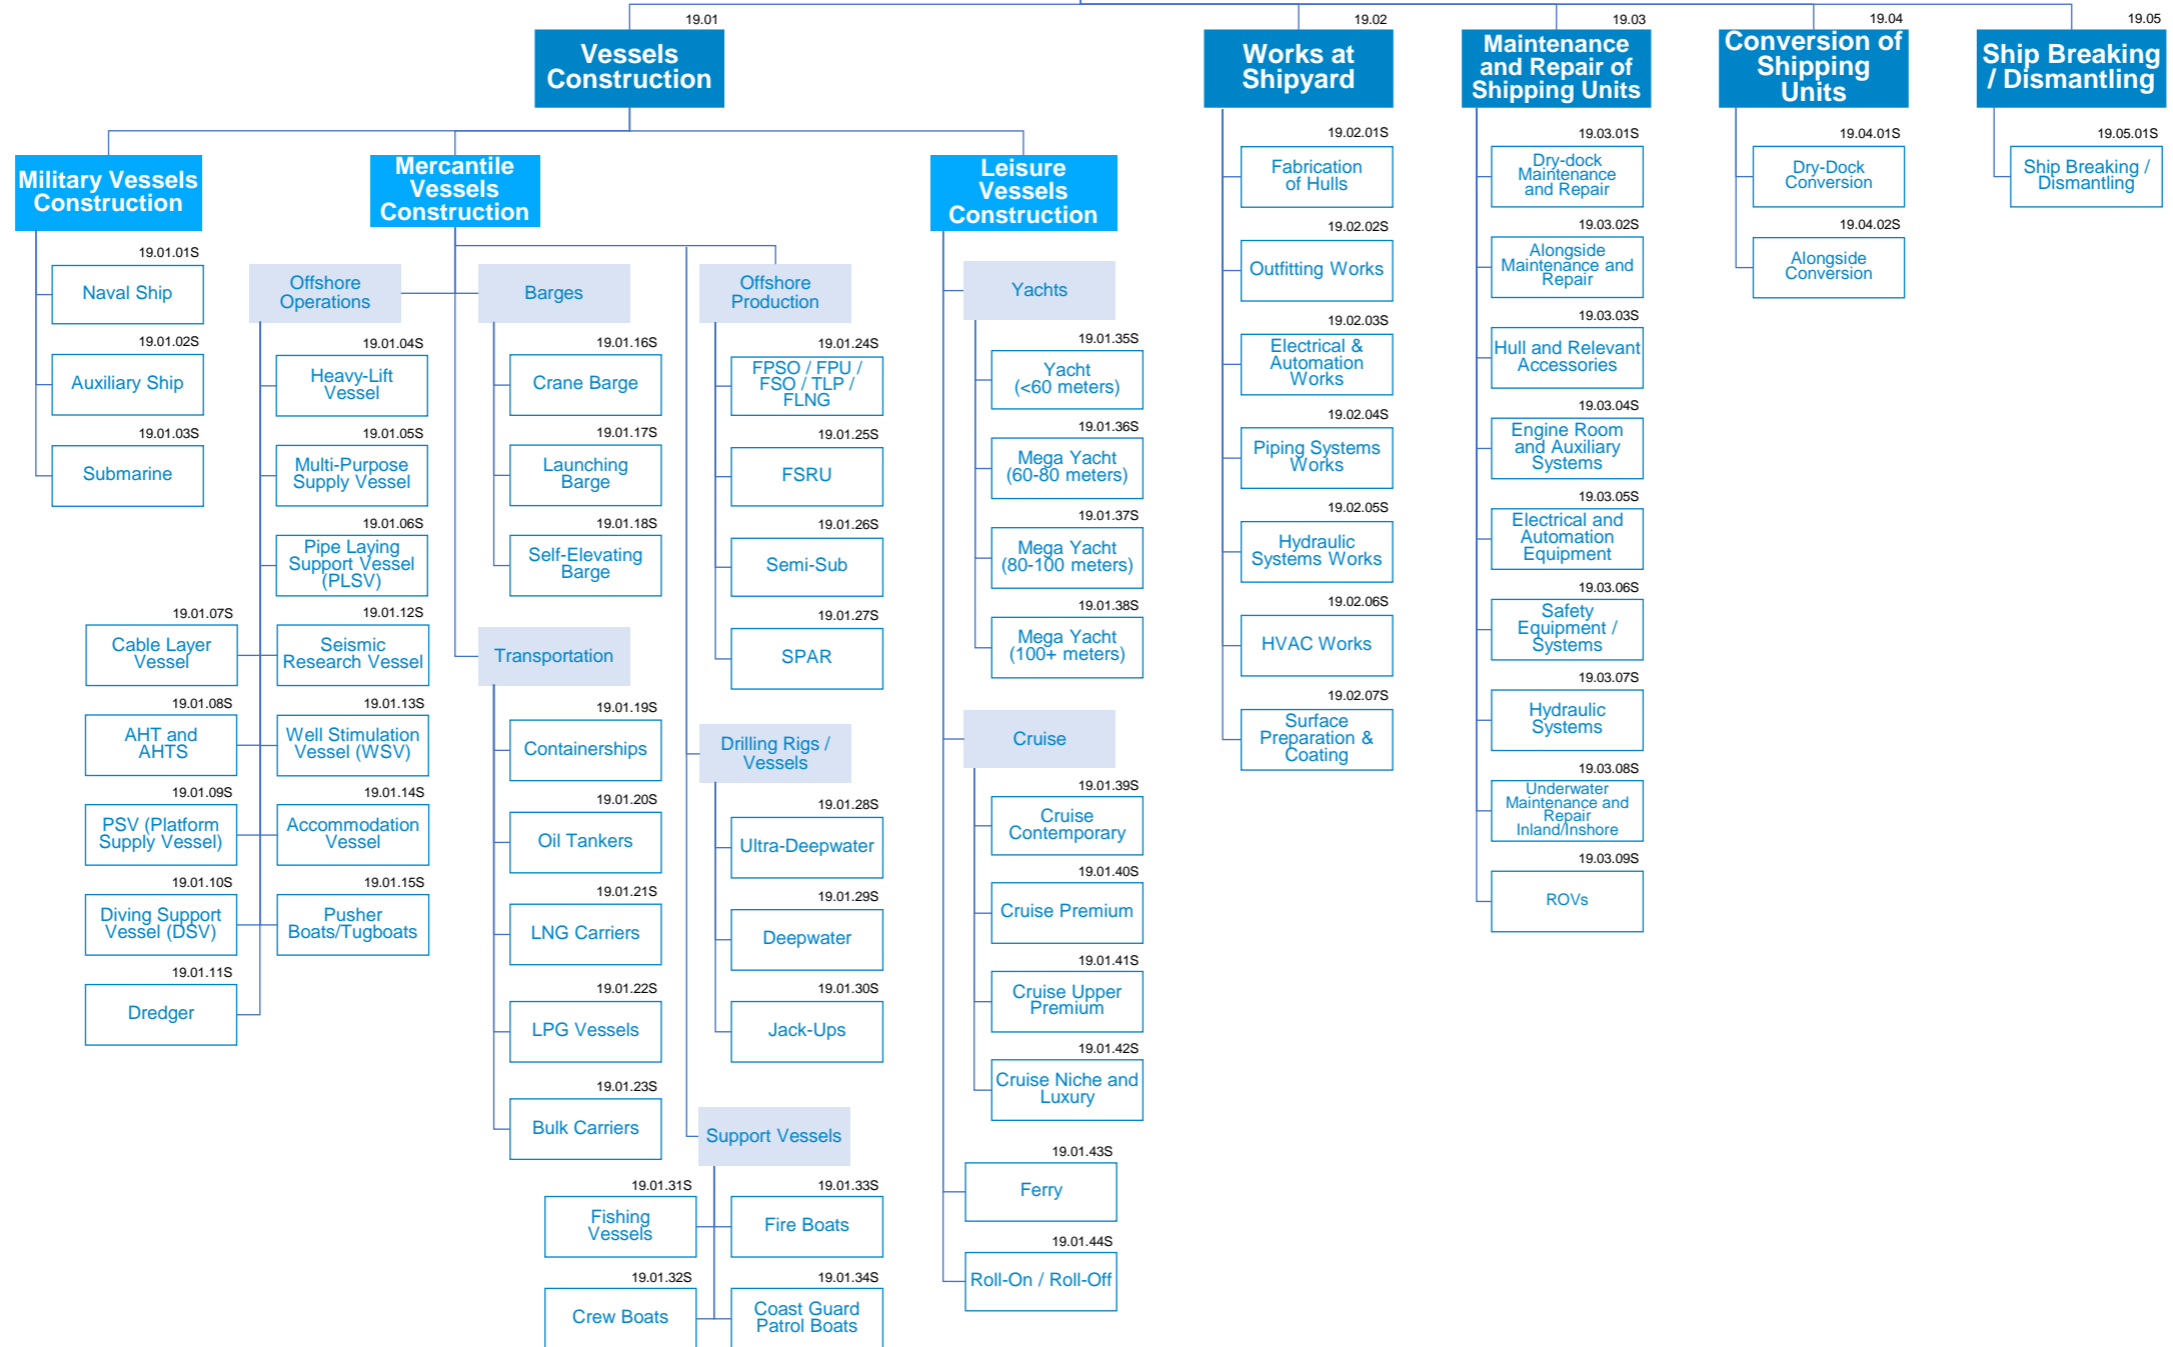 19.01
Vessels
Construction
19.02
Works at
Shipyard
19.03
Maintenance
and Repair of
Shipping Units
19.04
Conversion of
Shipping
Units
19.05
Ship Breaking
/ Dismantling
Military Vessels
Construction
19.01.01S
Naval Ship
19.01.02S
Auxiliary Ship
19.01.03S
Submarine
Mercantile
Vessels
Construction
Offshore
Operations
19.01.04S
Heavy-Lift
Vessel
19.01.05S
Multi-Purpose
Supply Vessel
19.01.06S
Pipe Laying
Support Vessel
(PLSV)
19.01.07S
Cable Layer
Vessel
19.01.08S
AHT and
AHTS
19.01.09S
PSV (Platform
Supply Vessel)
19.01.10S
Diving Support
Vessel (DSV)
19.01.11S
Dredger
19.01.12S
Seismic
Research Vessel
19.01.13S
Well Stimulation
Vessel (WSV)
19.01.14S
Accommodation
Vessel
19.01.15S
Pusher
Boats/Tugboats
Barges
19.01.16S
Crane Barge
19.01.17S
Launching
Barge
19.01.18S
Self-Elevating
Barge
Transportation
19.01.19S
Containerships
19.01.20S
Oil Tankers
19.01.21S
LNG Carriers
19.01.22S
LPG Vessels
19.01.23S
Bulk Carriers
Offshore
Production
19.01.24S
FPSO / FPU /
FSO / TLP /
FLNG
19.01.25S
FSRU
19.01.26S
Semi-Sub
19.01.27S
SPAR
Drilling Rigs /
Vessels
19.01.28S
Ultra-Deepwater
19.01.29S
Deepwater
19.01.30S
Jack-Ups
Support Vessels
19.01.31S
Fishing
Vessels
19.01.32S
Crew Boats
19.01.33S
Fire Boats
19.01.34S
Coast Guard
Patrol Boats
Leisure
Vessels
Construction
Yachts
19.01.35S
Yacht
(<60 meters)
19.01.36S
Mega Yacht
(60-80 meters)
19.01.37S
Mega Yacht
(80-100 meters)
19.01.38S
Mega Yacht
(100+ meters)
Cruise
19.01.39S
Cruise
Contemporary
19.01.40S
Cruise Premium
19.01.41S
Cruise Upper
Premium
19.01.42S
Cruise Niche and
Luxury
19.01.43S
Ferry
19.01.44S
Roll-On / Roll-Off
19.02.01S
Fabrication
of Hulls
19.02.02S
Outfitting Works
19.02.03S
Electrical &
Automation
Works
19.02.04S
Piping Systems
Works
19.02.05S
Hydraulic
Systems Works
19.02.06S
HVAC Works
19.02.07S
Surface
Preparation &
Coating
19.03.01S
Dry-dock
Maintenance
and Repair
19.03.02S
Alongside
Maintenance and
Repair
19.03.03S
Hull and Relevant
Accessories
19.03.04S
Engine Room
and Auxiliary
Systems
19.03.05S
Electrical and
Automation
Equipment
19.03.06S
Safety
Equipment /
Systems
19.03.07S
Hydraulic
Systems
19.03.08S
Underwater
Maintenance and
Repair
Inland/Inshore
19.03.09S
ROVs
19.04.01S
Dry-Dock
Conversion
19.04.02S
Alongside
Conversion
19.05.01S
Ship Breaking /
Dismantling